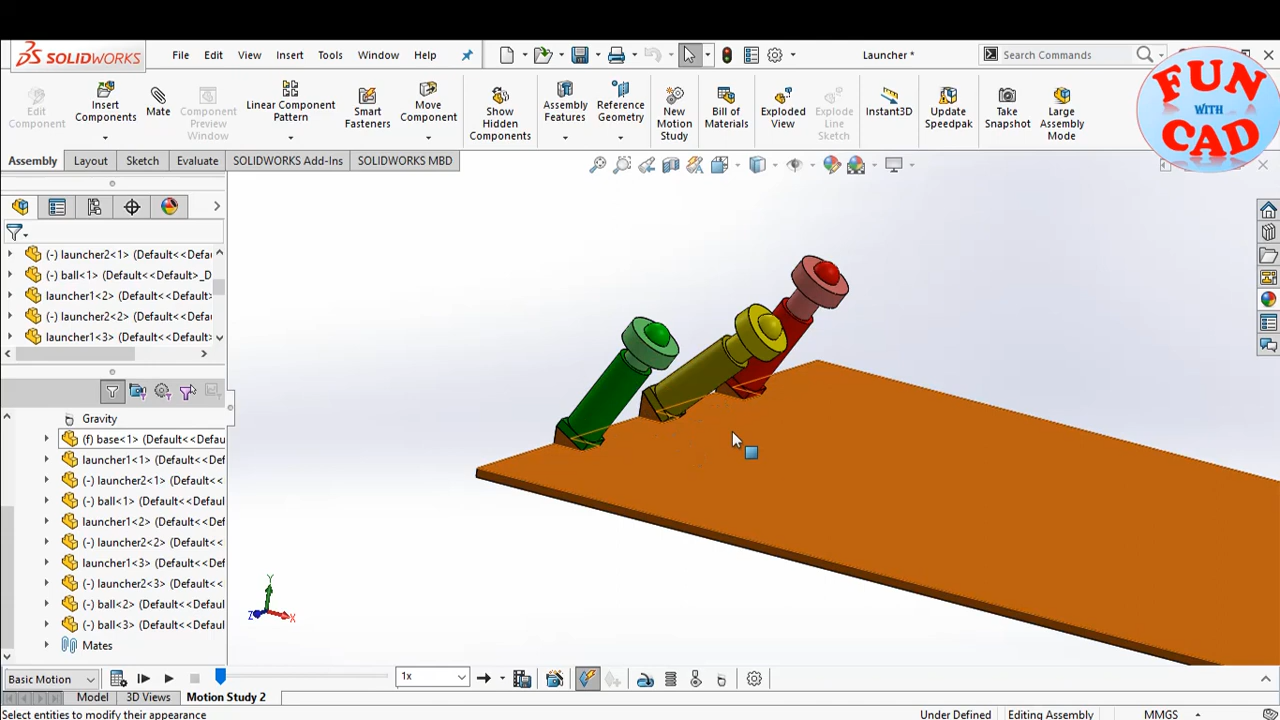 SOLIDWORKS File Edit View Insert Tools Window Help Launcher * Search Commands
FUN
WITH
CAD
Edit Component
Insert Components
Mate
Component Preview Window
Linear Component Pattern
Smart Fasteners
Move Component
Show Hidden Components
Assembly Features
Reference Geometry
New Motion Study
Bill of Materials
Exploded View
Explode Line Sketch
Instant3D
Update Speedpak
Take Snapshot
Large Assembly Mode
Assembly Layout Sketch Evaluate SOLIDWORKS Add-Ins SOLIDWORKS MBD
(-) launcher2<1> (Default<<Defau
(-) ball<1> (Default<<Default>_D
launcher1<2> (Default<<Default>
(-) launcher2<2> (Default<<Defau
launcher1<3> (Default<<Default>
Gravity
(f) base<1> (Default<<Defau
launcher1<1> (Default<<Def
(-) launcher2<1> (Default<<
(-) ball<1> (Default<<Defaul
launcher1<2> (Default<<Def
(-) launcher2<2> (Default<<
launcher1<3> (Default<<Def
(-) launcher2<3> (Default<<
(-) ball<2> (Default<<Defaul
(-) ball<3> (Default<<Defaul
Mates
Y
Z X
Basic Motion 1x
Model 3D Views Motion Study 2
Select entities to modify their appearance Under Defined Editing Assembly MMGS